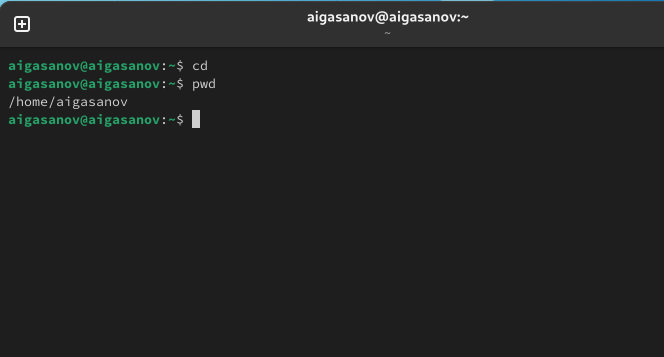 aigasanov@aigasanov:~
~
aigasanov@aigasanov:~$ cd
aigasanov@aigasanov:~$ pwd
/home/aigasanov
aigasanov@aigasanov:~$